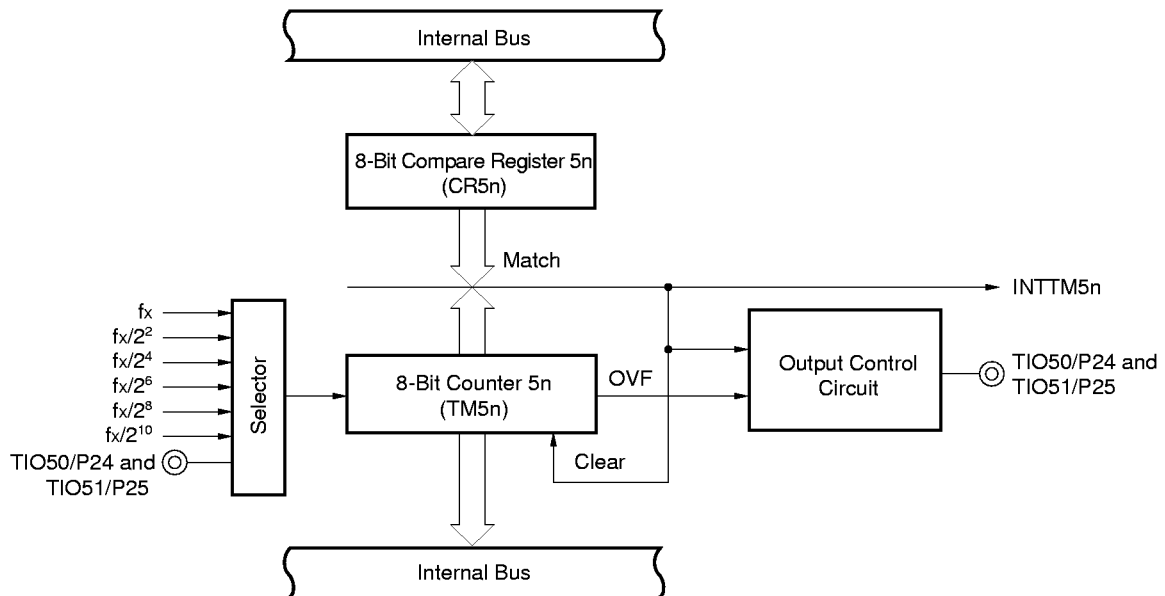 Internal Bus
8-Bit Compare Register 5n
(CR5n)
Match
INTTM5n
fx
fx/2²
fx/2⁴
fx/2⁶
fx/2⁸
fx/2¹⁰
TIO50/P24 and
TIO51/P25
Selector
8-Bit Counter 5n
(TM5n)
OVF
Clear
Output Control
Circuit
TIO50/P24 and
TIO51/P25
Internal Bus